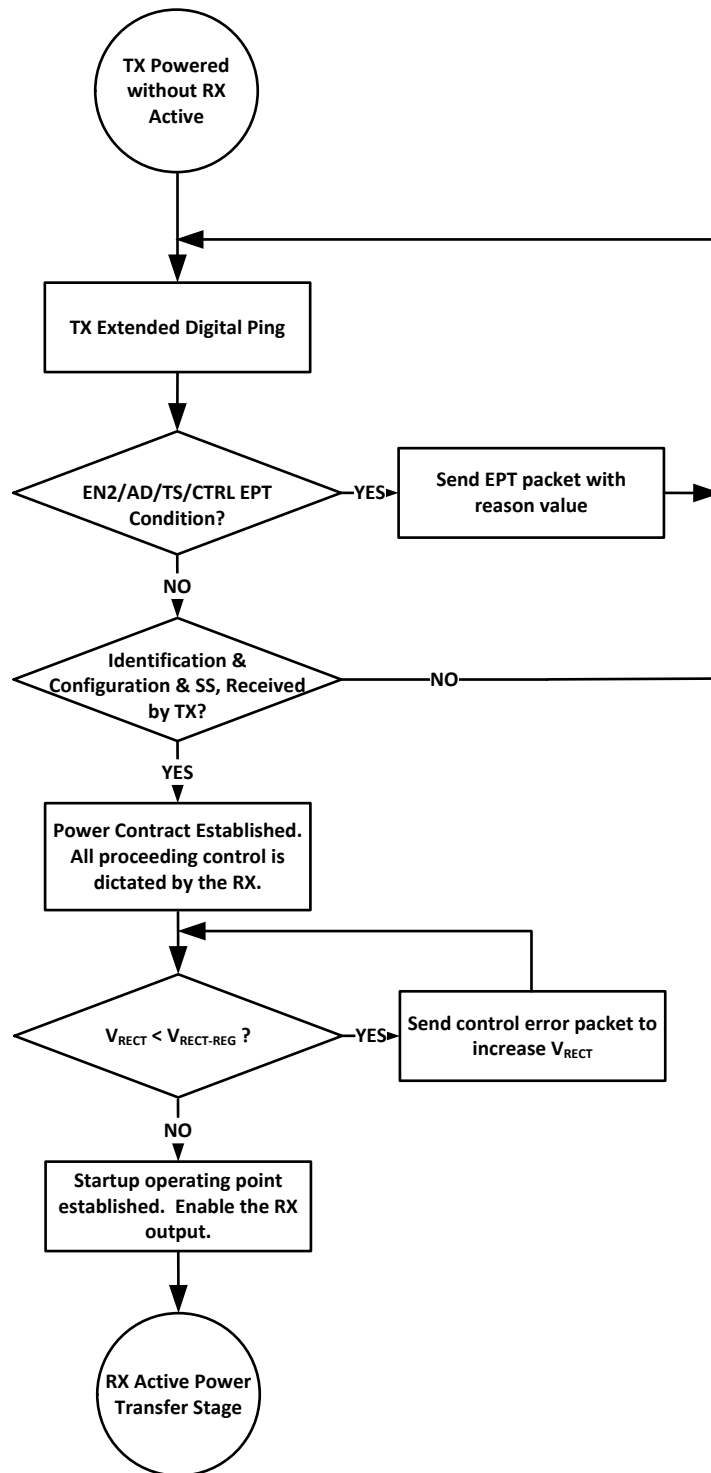 TX Powered
without RX
Active
TX Extended Digital Ping
EN2/AD/TS/CTRL EPT
Condition?
YES
Send EPT packet with
reason value
NO
Identification &
Configuration & SS, Received
by TX?
NO
YES
Power Contract Established.
All proceeding control is
dictated by the RX.
VRECT < VRECT-REG ?
YES
Send control error packet to
increase VRECT
NO
Startup operating point
established. Enable the RX
output.
RX Active Power
Transfer Stage